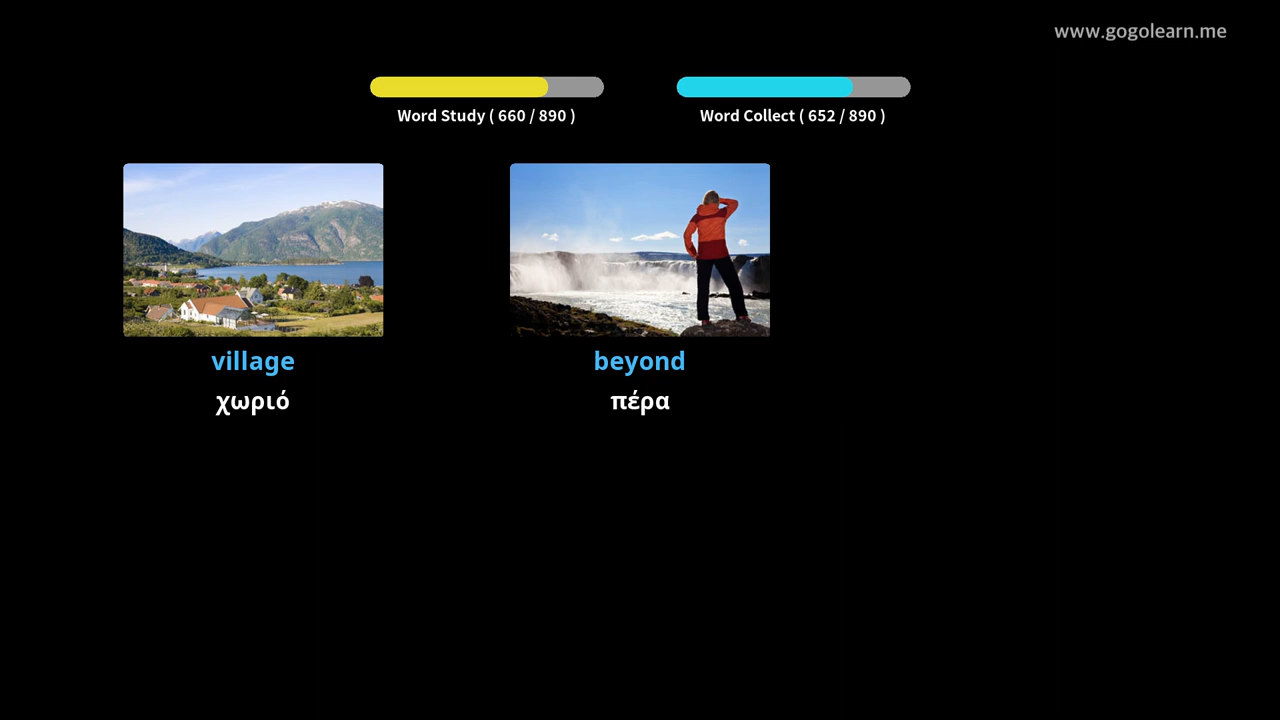 www.gogolearn.me
Word Study ( 660 / 890 )
Word Collect ( 652 / 890 )
village
χωριό
beyond
πέρα